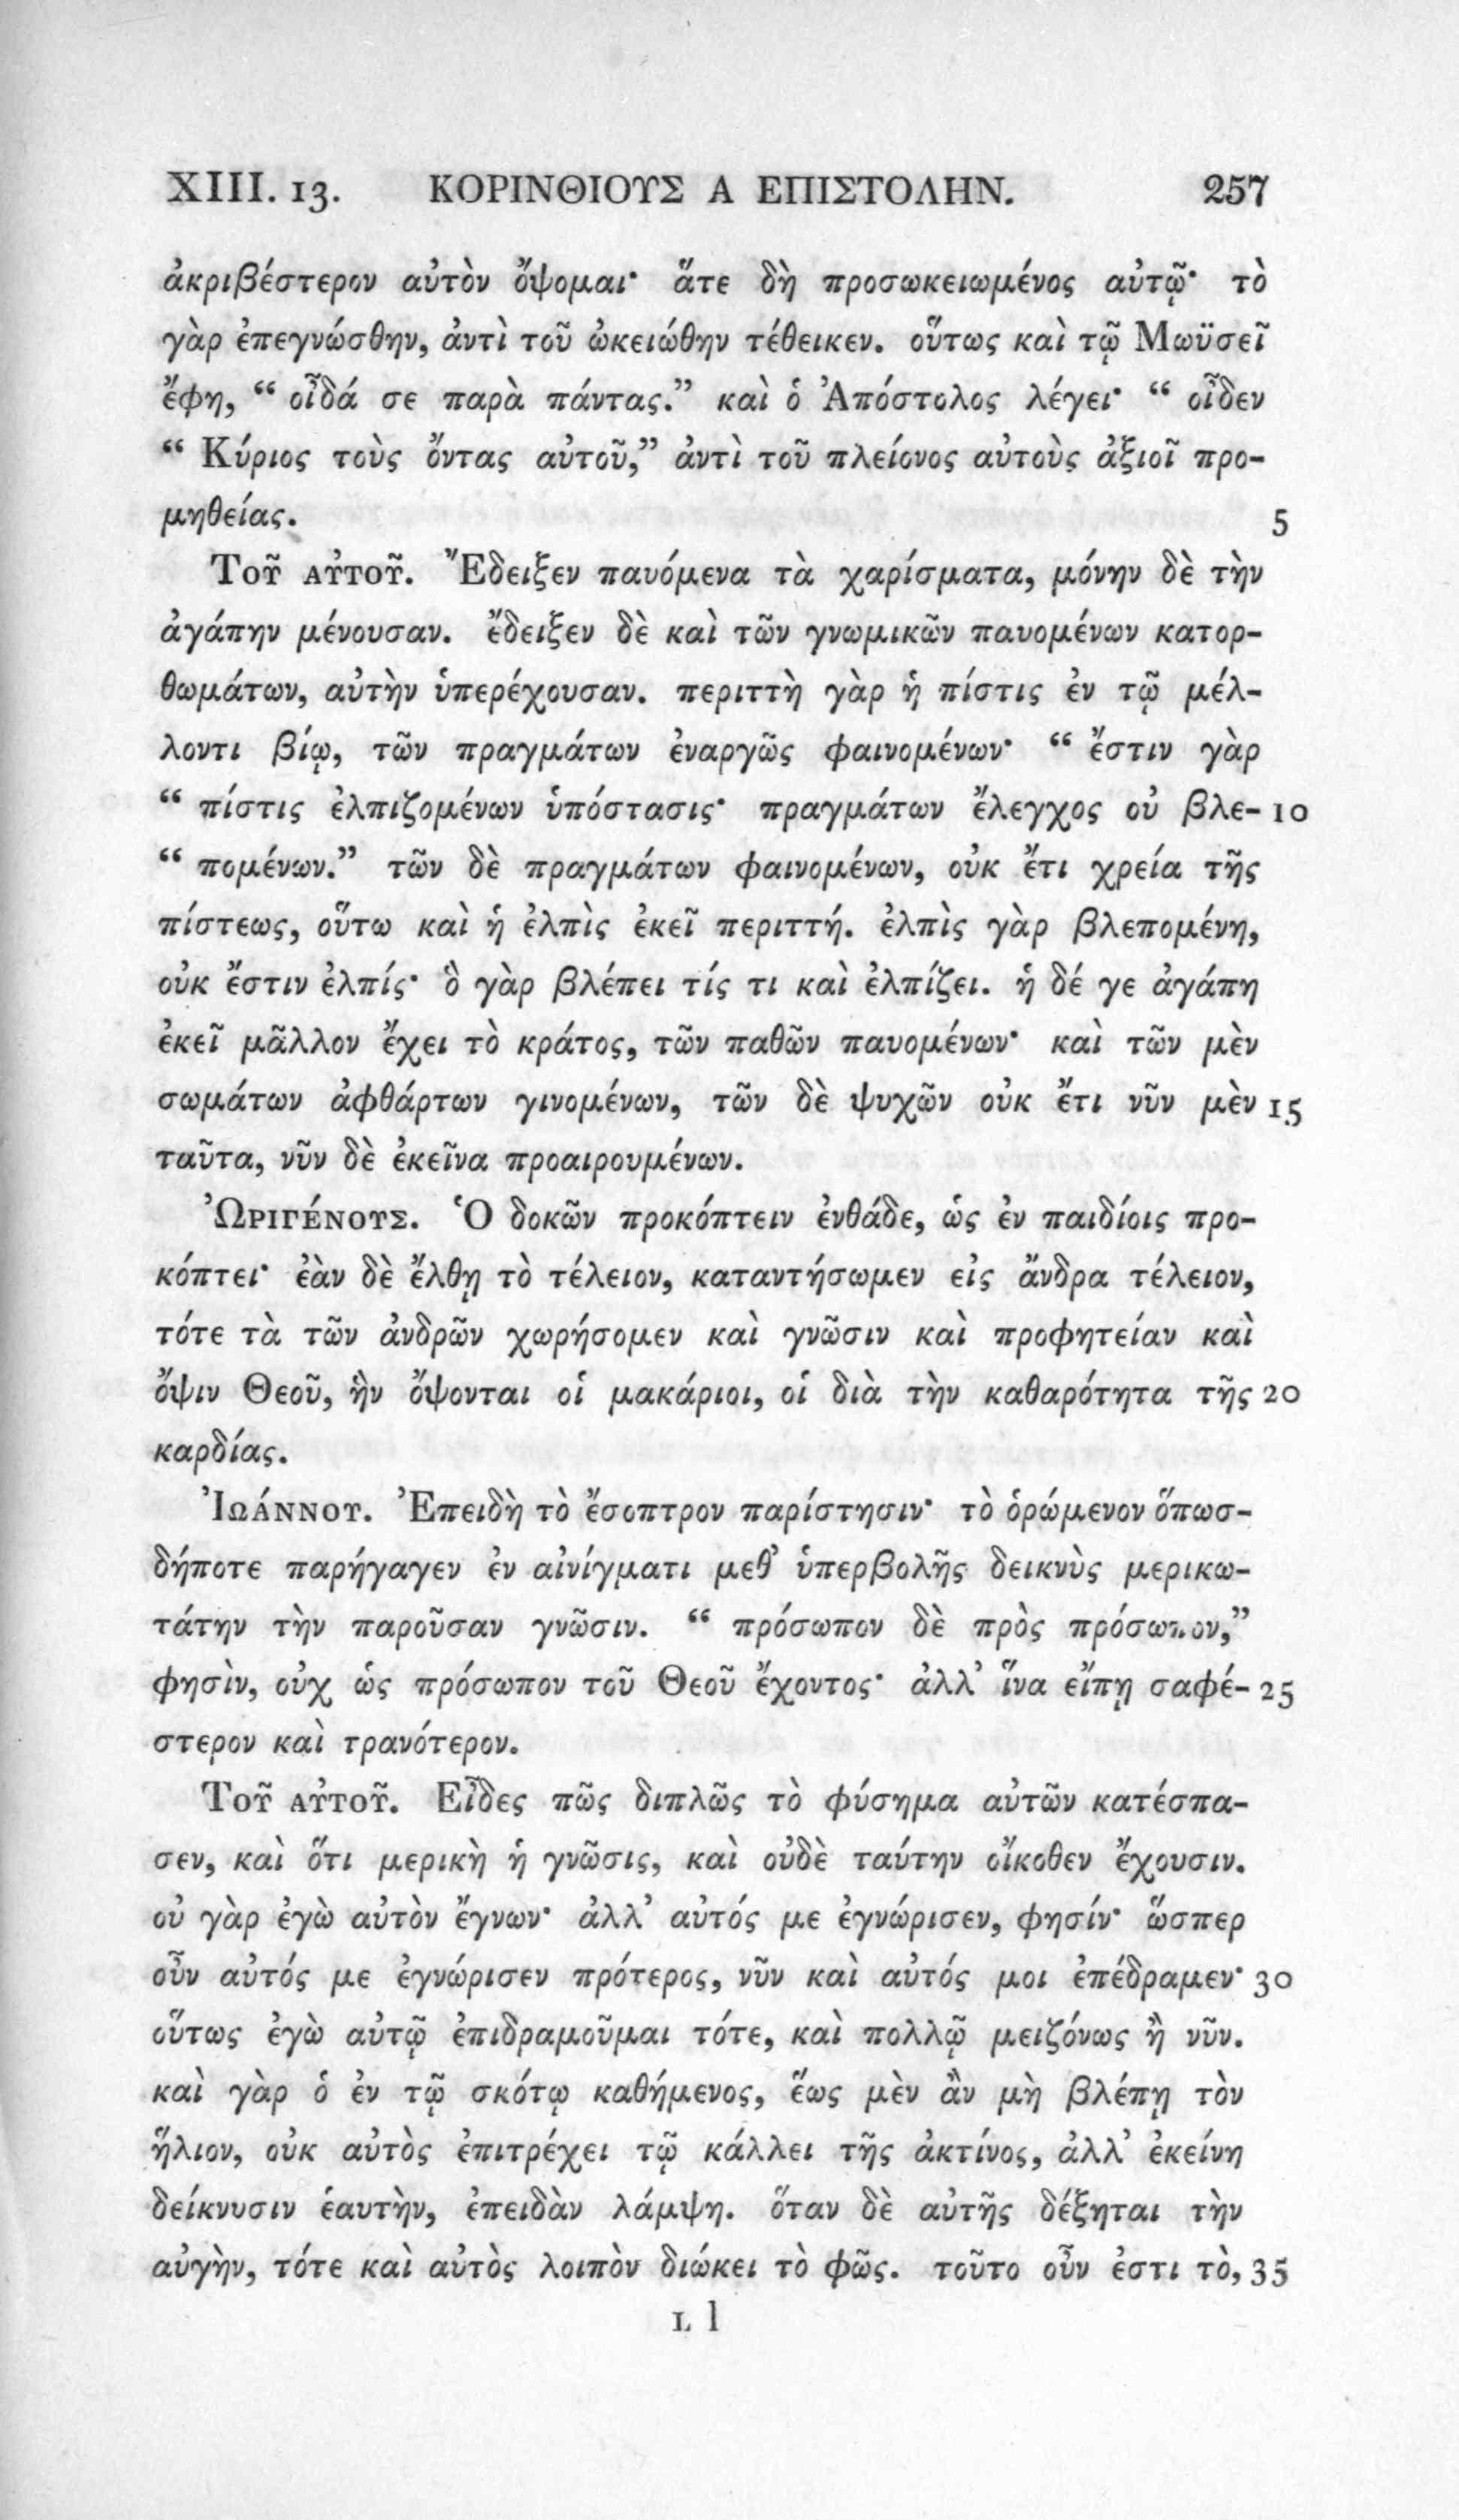 XIII. 13. ΚΟΡΙΝΘΙΟΥΣ Α ΕΠΙΣΤΟΛΗΝ. 257
ἀκριβέστερον αὐτὸν ὄψομαι· ἅτε δὴ προσωκειωμένος αὐτῷ· τὸ
γὰρ ἐπεγνώσθην, ἀντὶ τοῦ ὠκειώθην τέθεικεν. οὕτως καὶ τῷ Μωϋσεῖ
ἔφη, “ οἶδά σε παρὰ πάντας.” καὶ ὁ Ἀπόστολος λέγει· “ οἶδεν
“ Κύριος τοὺς ὄντας αὐτοῦ,” ἀντὶ τοῦ πλείονος αὐτοὺς ἀξιοῖ προ-
μηθείας. 5
Τοῦ αὐτοῦ. Ἔδειξεν παυόμενα τὰ χαρίσματα, μόνην δὲ τὴν
ἀγάπην μένουσαν. ἔδειξεν δὲ καὶ τῶν γνωμικῶν παυομένων κατορ-
θωμάτων, αὐτὴν ὑπερέχουσαν. περιττὴ γὰρ ἡ πίστις ἐν τῷ μέλ-
λοντι βίῳ, τῶν πραγμάτων ἐναργῶς φαινομένων· “ ἔστιν γὰρ
“ πίστις ἐλπιζομένων ὑπόστασις· πραγμάτων ἔλεγχος οὐ βλε- 10
“ πομένων.” τῶν δὲ πραγμάτων φαινομένων, οὐκ ἔτι χρεία τῆς
πίστεως, οὕτω καὶ ἡ ἐλπὶς ἐκεῖ περιττή. ἐλπὶς γὰρ βλεπομένη,
οὐκ ἔστιν ἐλπίς· ὃ γὰρ βλέπει τίς τι καὶ ἐλπίζει. ἡ δέ γε ἀγάπη
ἐκεῖ μᾶλλον ἔχει τὸ κράτος, τῶν παθῶν παυομένων· καὶ τῶν μὲν
σωμάτων ἀφθάρτων γινομένων, τῶν δὲ ψυχῶν οὐκ ἔτι νῦν μὲν 15
ταῦτα, νῦν δὲ ἐκεῖνα προαιρουμένων.
Ὠριγένους. Ὁ δοκῶν προκόπτειν ἐνθάδε, ὡς ἐν παιδίοις προ-
κόπτει· ἐὰν δὲ ἔλθῃ τὸ τέλειον, καταντήσωμεν εἰς ἄνδρα τέλειον,
τότε τὰ τῶν ἀνδρῶν χωρήσομεν καὶ γνῶσιν καὶ προφητείαν καὶ
ὄψιν Θεοῦ, ἣν ὄψονται οἱ μακάριοι, οἱ διὰ τὴν καθαρότητα τῆς 20
καρδίας.
Ἰωάννου. Ἐπειδὴ τὸ ἔσοπτρον παρίστησιν· τὸ ὁρώμενον ὅπωσ-
δήποτε παρήγαγεν ἐν αἰνίγματι μεθ’ ὑπερβολῆς δεικνὺς μερικω-
τάτην τὴν παροῦσαν γνῶσιν. “ πρόσωπον δὲ πρὸς πρόσωπον,”
φησὶν, οὐχ ὡς πρόσωπον τοῦ Θεοῦ ἔχοντος· ἀλλ’ ἵνα εἴπῃ σαφέ- 25
στερον καὶ τρανότερον.
Τοῦ αὐτοῦ. Εἶδες πῶς διπλῶς τὸ φύσημα αὐτῶν κατέσπα-
σεν, καὶ ὅτι μερικὴ ἡ γνῶσις, καὶ οὐδὲ ταύτην οἴκοθεν ἔχουσιν.
οὐ γὰρ ἐγὼ αὐτὸν ἔγνων· ἀλλ’ αὐτός με ἐγνώρισεν, φησίν· ὥσπερ
οὖν αὐτός με ἐγνώρισεν πρότερος, νῦν καὶ αὐτός μοι ἐπέδραμεν· 30
οὕτως ἐγὼ αὐτῷ ἐπιδραμοῦμαι τότε, καὶ πολλῷ μειζόνως ἢ νῦν.
καὶ γὰρ ὁ ἐν τῷ σκότῳ καθήμενος, ἕως μὲν ἂν μὴ βλέπῃ τὸν
ἥλιον, οὐκ αὐτὸς ἐπιτρέχει τῷ κάλλει τῆς ἀκτίνος, ἀλλ’ ἐκείνη
δείκνυσιν ἑαυτὴν, ἐπειδὰν λάμψη. ὅταν δὲ αὐτῆς δέξηται τὴν
αὐγὴν, τότε καὶ αὐτὸς λοιπὸν διώκει τὸ φῶς. τοῦτο οὖν ἐστι τὸ, 35
L l